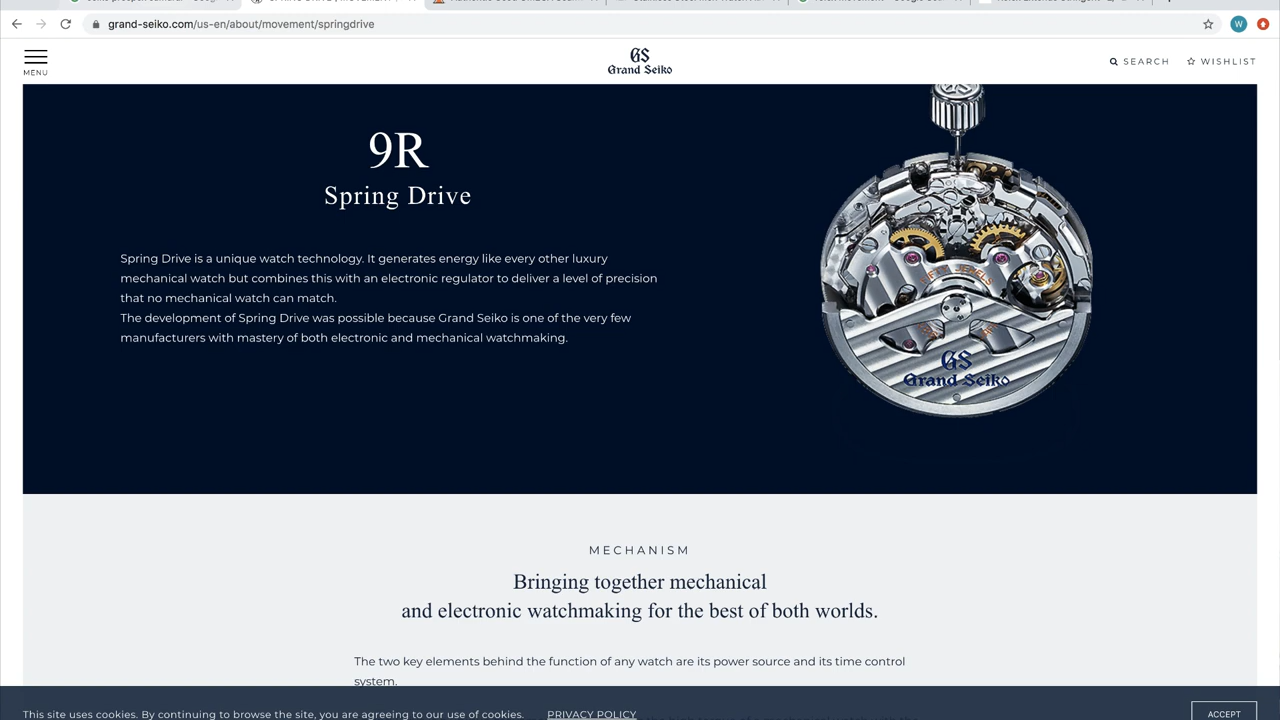 grand-seiko.com/us-en/about/movement/springdrive
W
MENU
GS
Grand Seiko
SEARCH
WISHLIST
9R
Spring Drive
Spring Drive is a unique watch technology. It generates energy like every other luxury
mechanical watch but combines this with an electronic regulator to deliver a level of precision
that no mechanical watch can match.
The development of Spring Drive was possible because Grand Seiko is one of the very few
manufacturers with mastery of both electronic and mechanical watchmaking.
JEWELS
GS
Grand Seiko
MECHANISM
Bringing together mechanical
and electronic watchmaking for the best of both worlds.
The two key elements behind the function of any watch are its power source and its time control
system.
This site uses cookies. By continuing to browse the site, you are agreeing to our use of cookies.
PRIVACY POLICY
ACCEPT